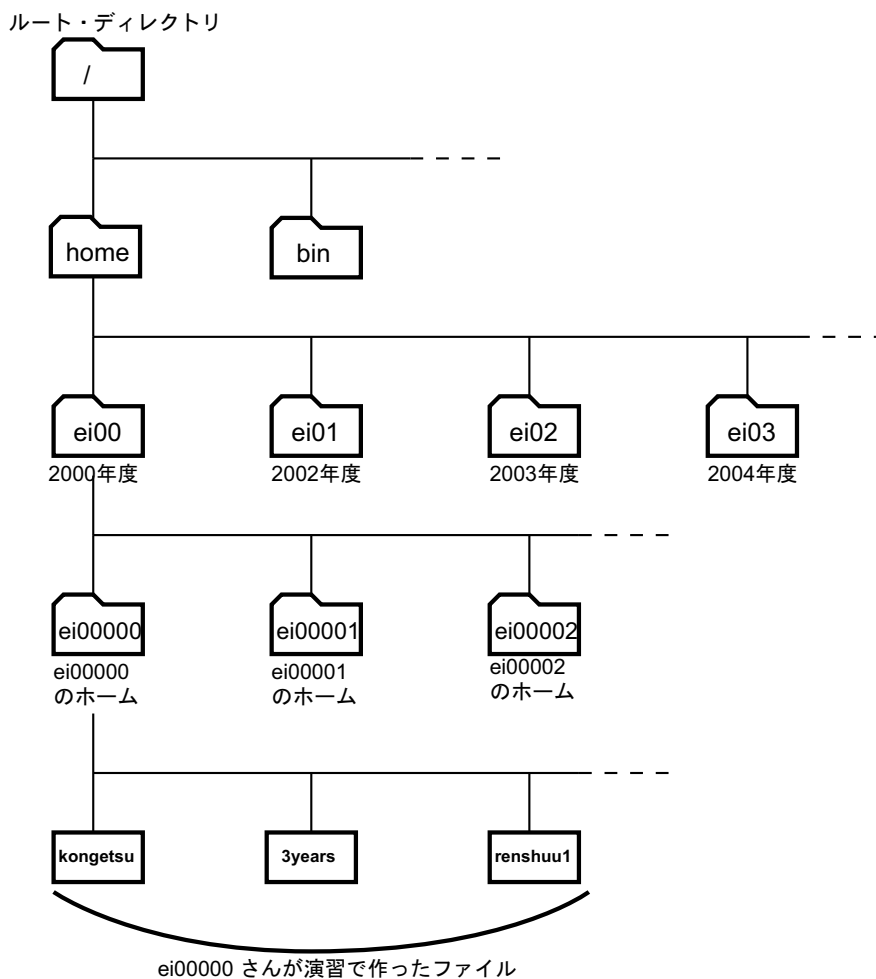 ルート・ディレクトリ
/
home
bin
ei00
ei01
ei02
ei03
2000年度
2002年度
2003年度
2004年度
ei00000
ei00001
ei00002
ei00000
のホーム
ei00001
のホーム
ei00002
のホーム
kongetsu
3years
renshuu1
ei00000 さんが演習で作ったファイル